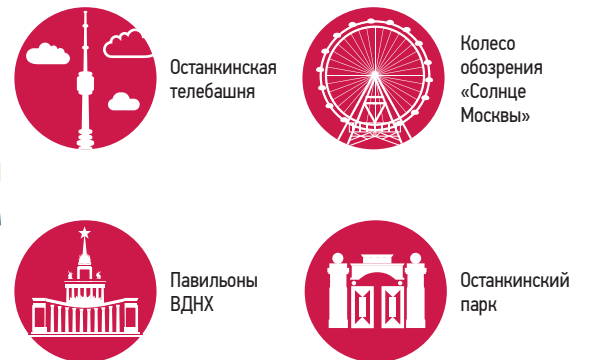 Останкинская
телебашня
Колесо
обозрения
«Солнце
Москвы»
Павильоны
ВДНХ
Останкинский
парк